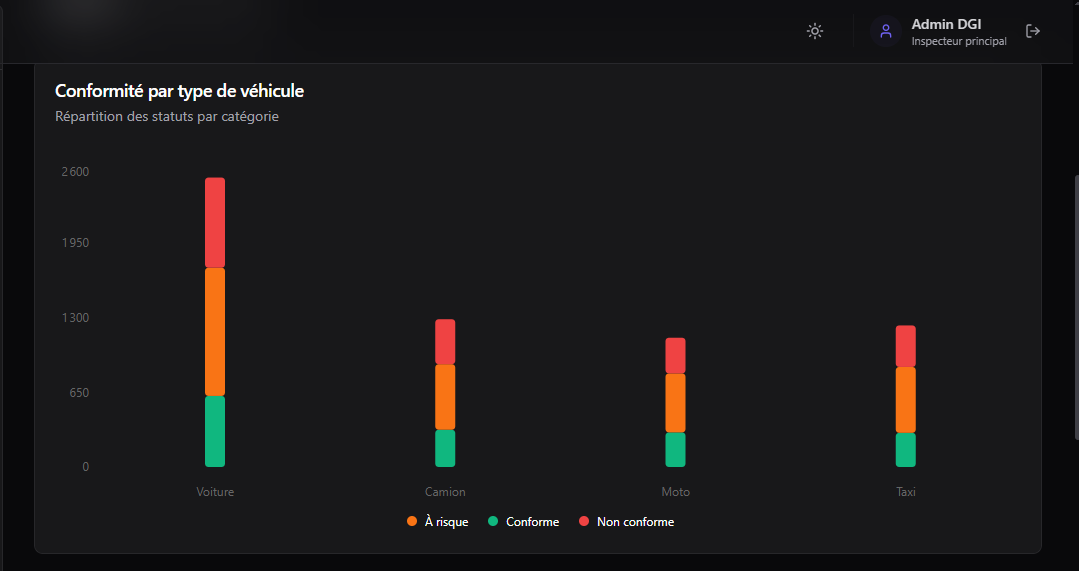 Admin DGI
Inspecteur principal
Conformité par type de véhicule
Répartition des statuts par catégorie
2600
1950
1300
650
0
Voiture Camion Moto Taxi
À risque Conforme Non conforme